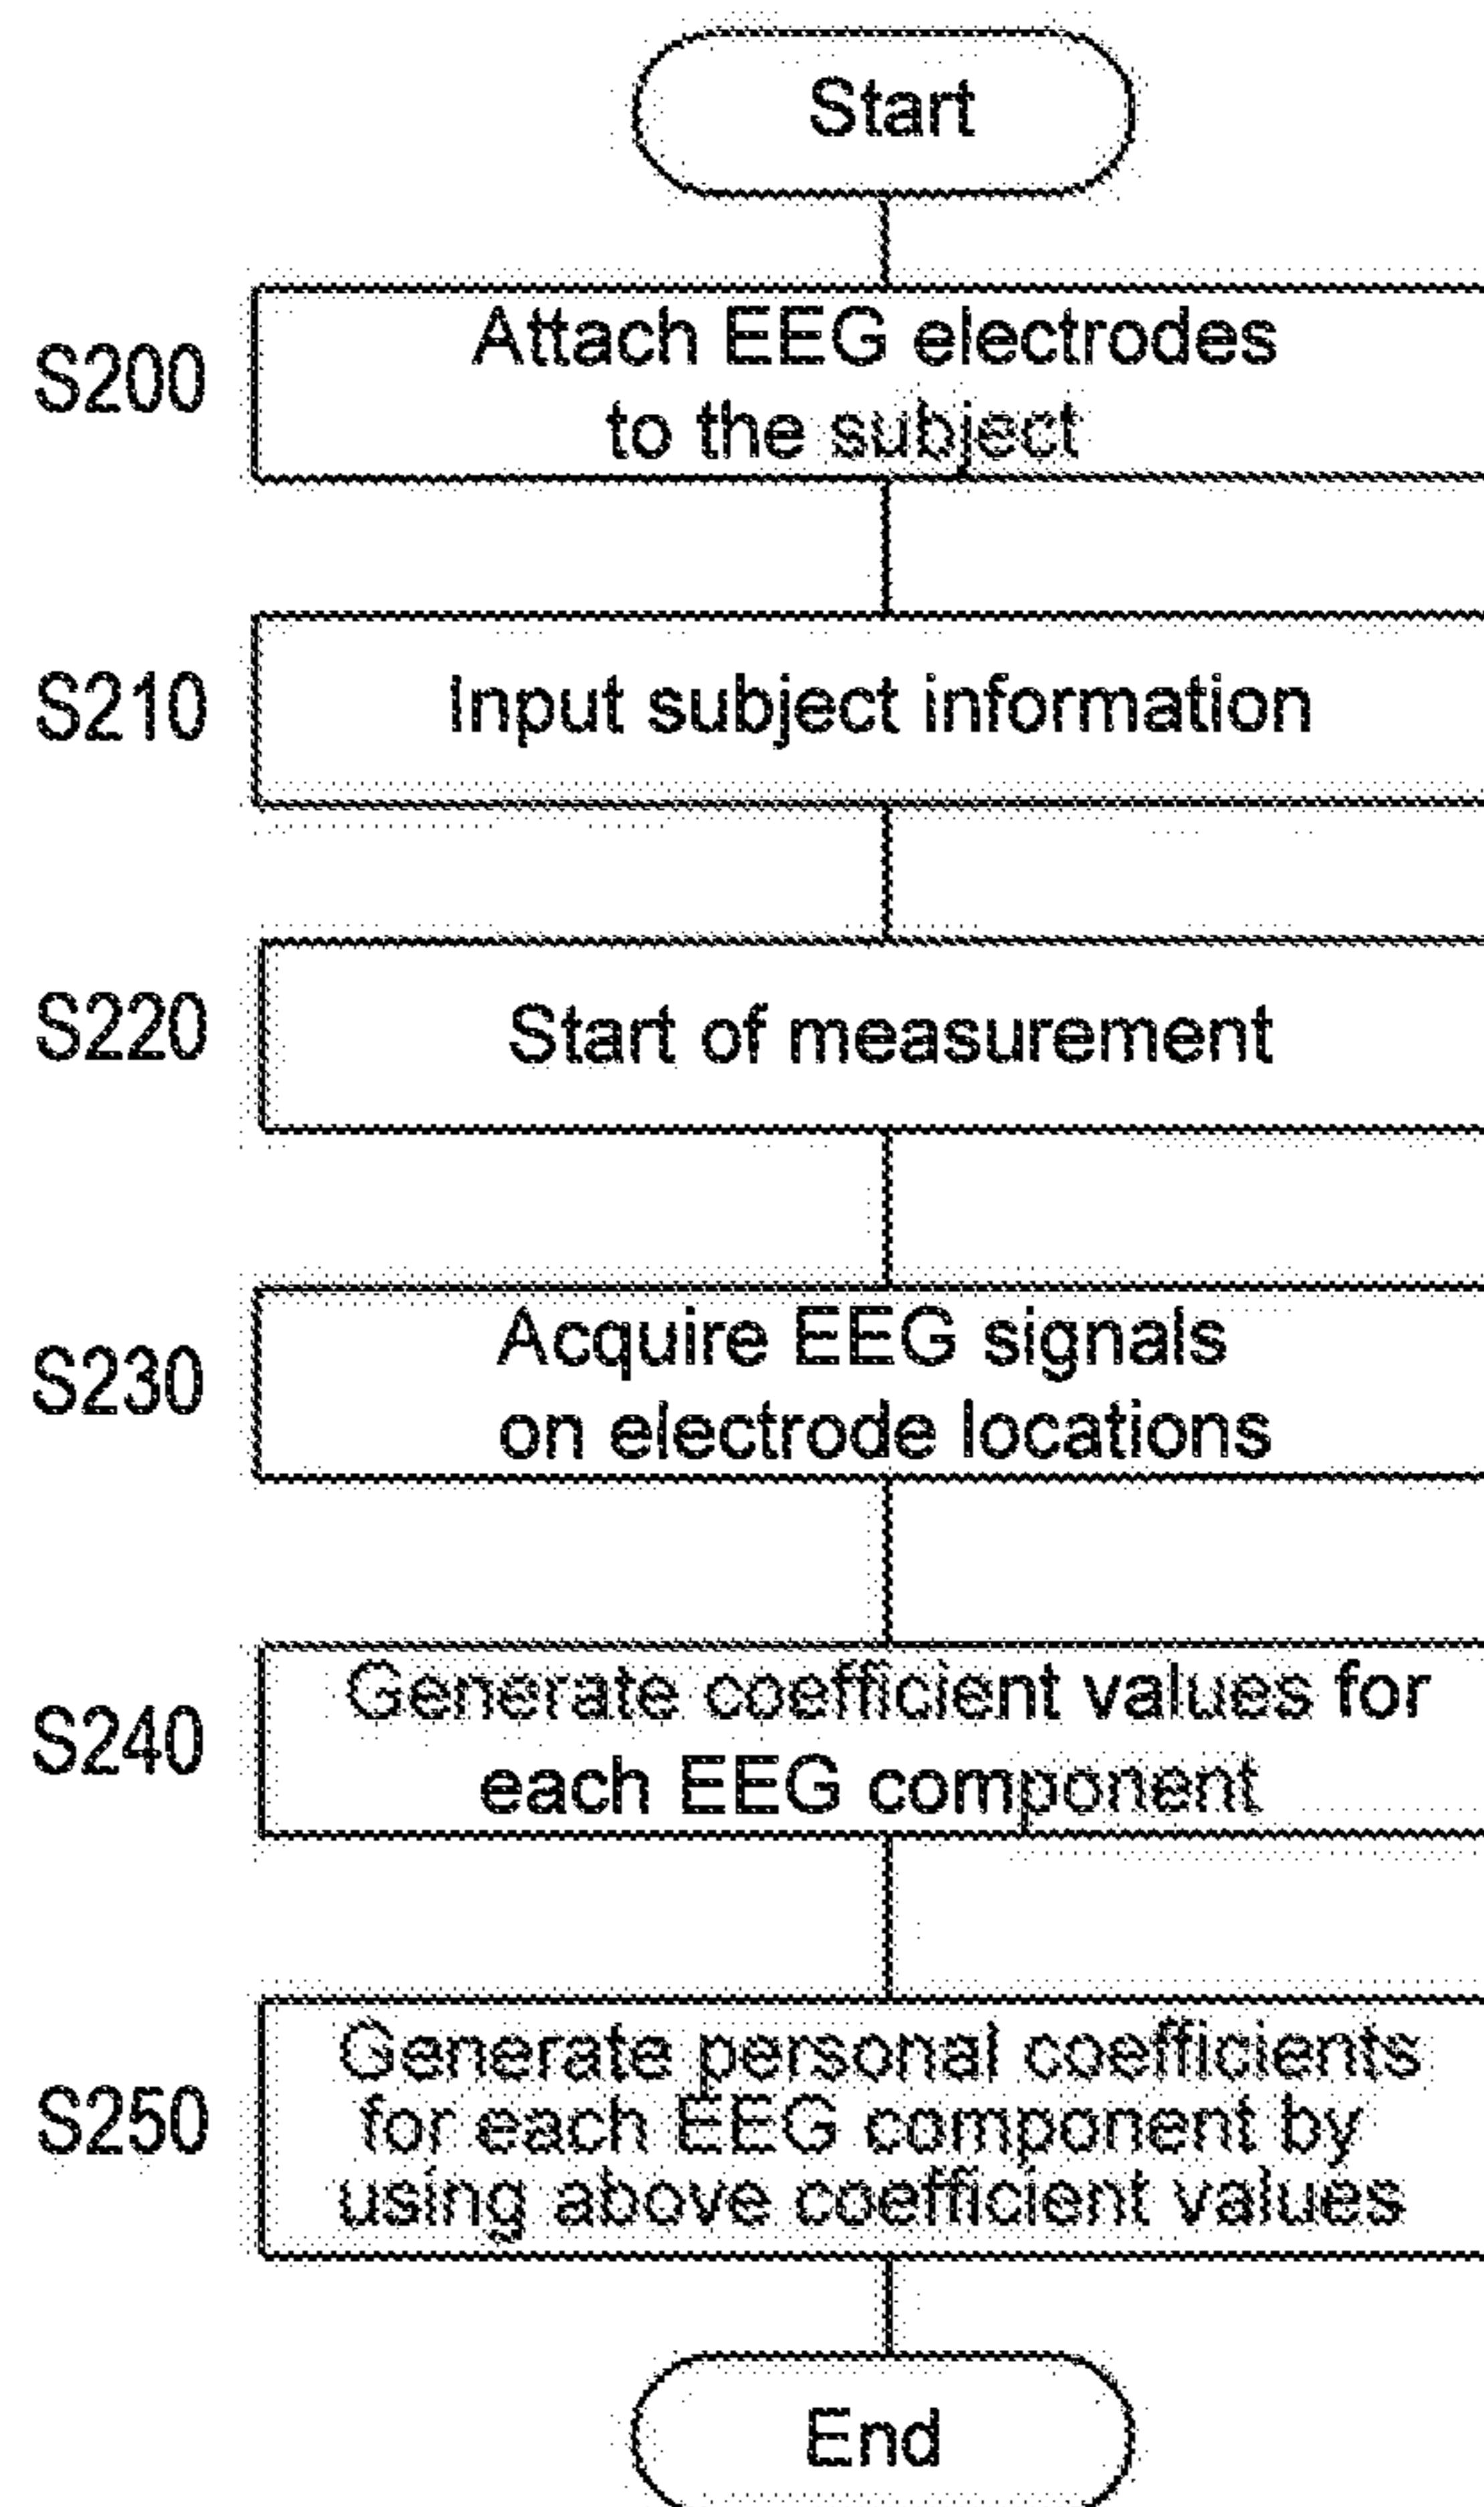 Start
S200
Attach EEG electrodes
to the subject
S210
Input subject information
S220
Start of measurement
S230
Acquire EEG signals
on electrode locations
S240
Generate coefficient values for
each EEG component
S250
Generate personal coefficients
for each EEG component by
using above coefficient values
End